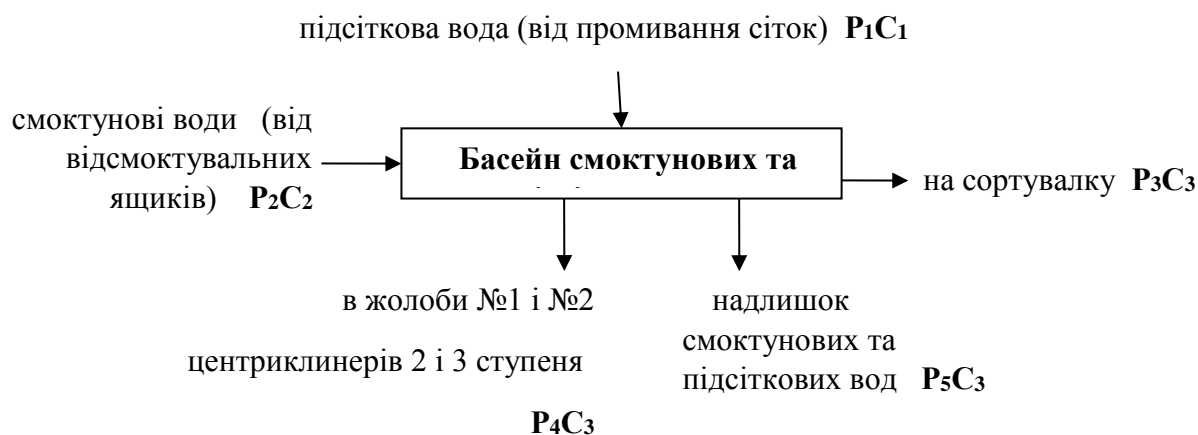 підсіткова вода (від промивання сіток) P₁C₁
смоктунові води (від
відсмоктувальних
ящиків) P₂C₂
Басейн смоктунових та
на сортувалку P₃C₃
в жолоби №1 і №2
центриклинерів 2 і 3 ступеня
P₄C₃
надлишок
смоктунових та
підсіткових вод P₅C₃